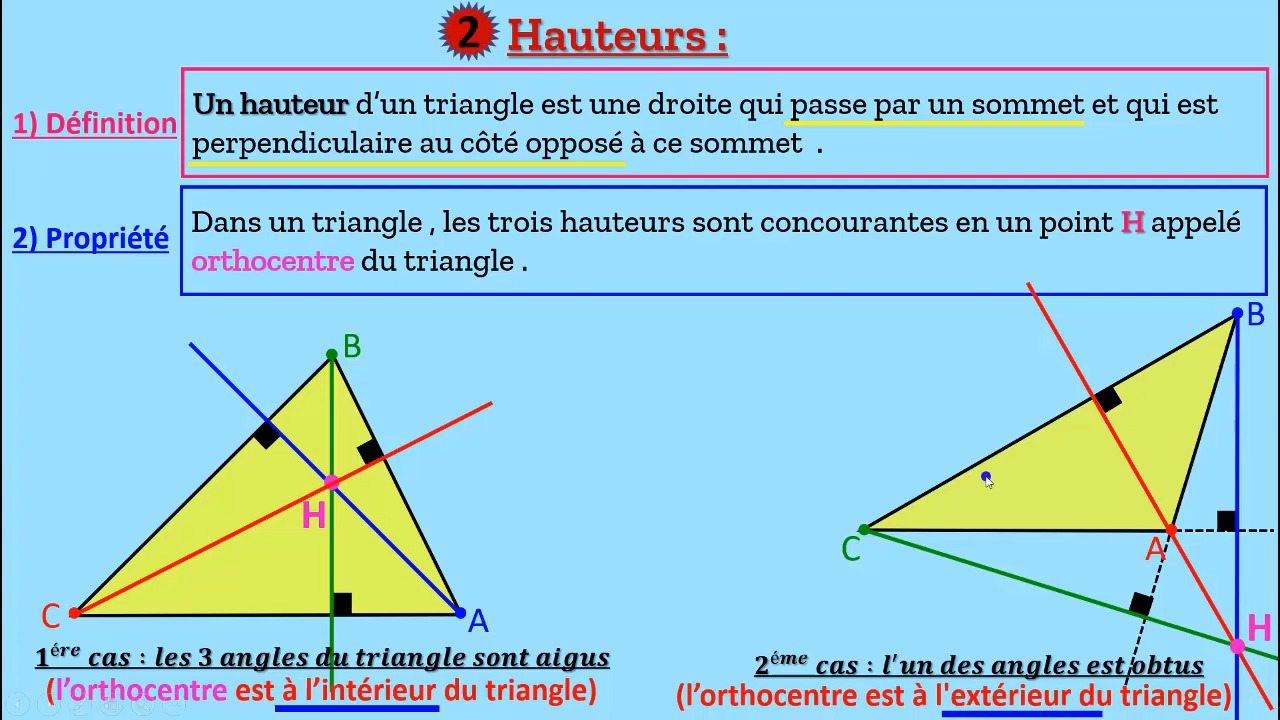 2 Hauteurs :
1) Définition
Un hauteur d’un triangle est une droite qui passe par un sommet et qui est
perpendiculaire au côté opposé à ce sommet .
2) Propriété
Dans un triangle , les trois hauteurs sont concourantes en un point H appelé
orthocentre du triangle .
B
H
C
A
1ére cas : les 3 angles du triangle sont aigus
(l’orthocentre est à l’intérieur du triangle)
B
C
A
H
2éme cas : l'un des angles est obtus
(l’orthocentre est à l'extérieur du triangle)